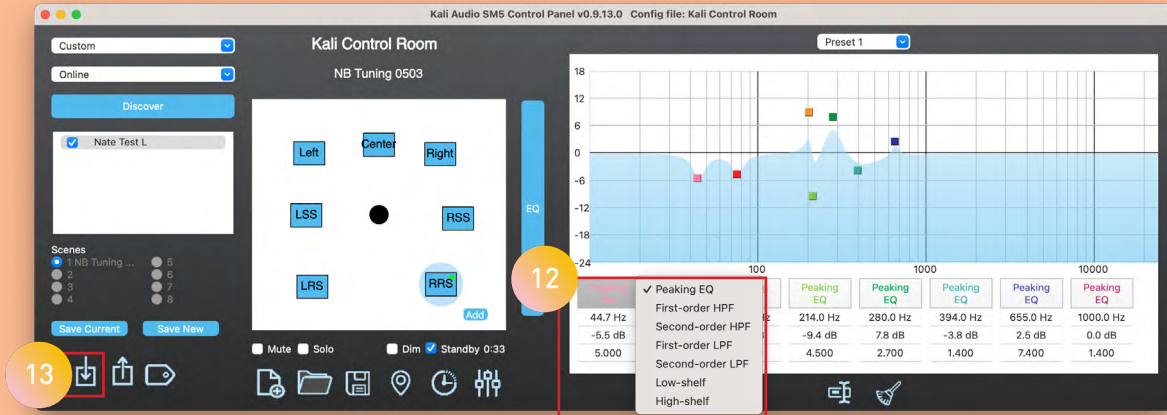 Kali Audio SM5 Control Panel v0.9.13.0 Config file: Kali Control Room
Custom
Online
Discover
Nate Test L
Scenes
1 NB Tuning ...
2
3
4
5
6
7
8
Save Current
Save New
13
Kali Control Room
NB Tuning 0503
Left
Center
Right
LSS
RSS
LRS
RRS
Add
Mute
Solo
Dim
Standby 0:33
EQ
Preset 1
18
12
6
0
-6
-12
-18
-24
100
1000
10000
12
Peaking
EQ
44.7 Hz
-5.5 dB
5.000
✓ Peaking EQ
First-order HPF
Second-order HPF
First-order LPF
Second-order LPF
Low-shelf
High-shelf
Peaking
EQ
214.0 Hz
-9.4 dB
4.500
Peaking
EQ
280.0 Hz
7.8 dB
2.700
Peaking
EQ
394.0 Hz
-3.8 dB
1.400
Peaking
EQ
655.0 Hz
2.5 dB
7.400
Peaking
EQ
1000.0 Hz
0.0 dB
1.400